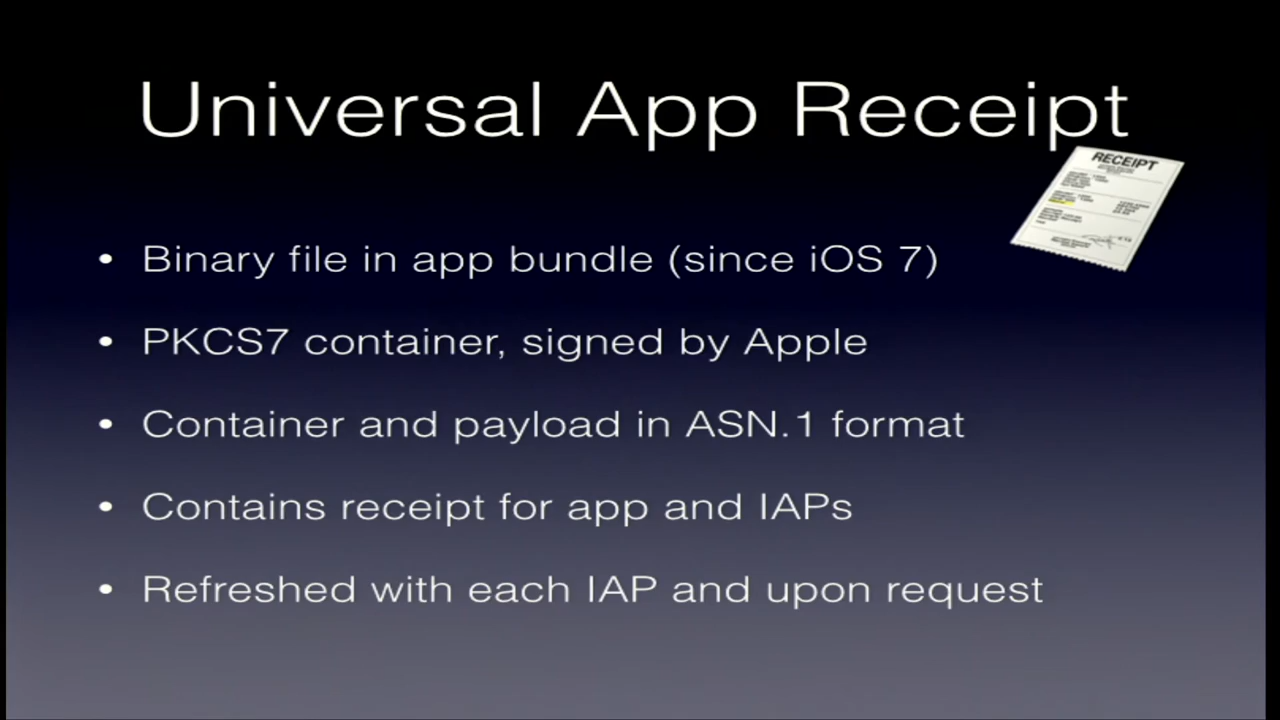 Universal App Receipt
RECEIPT
• Binary file in app bundle (since iOS 7)
• PKCS7 container, signed by Apple
• Container and payload in ASN.1 format
• Contains receipt for app and IAPs
• Refreshed with each IAP and upon request